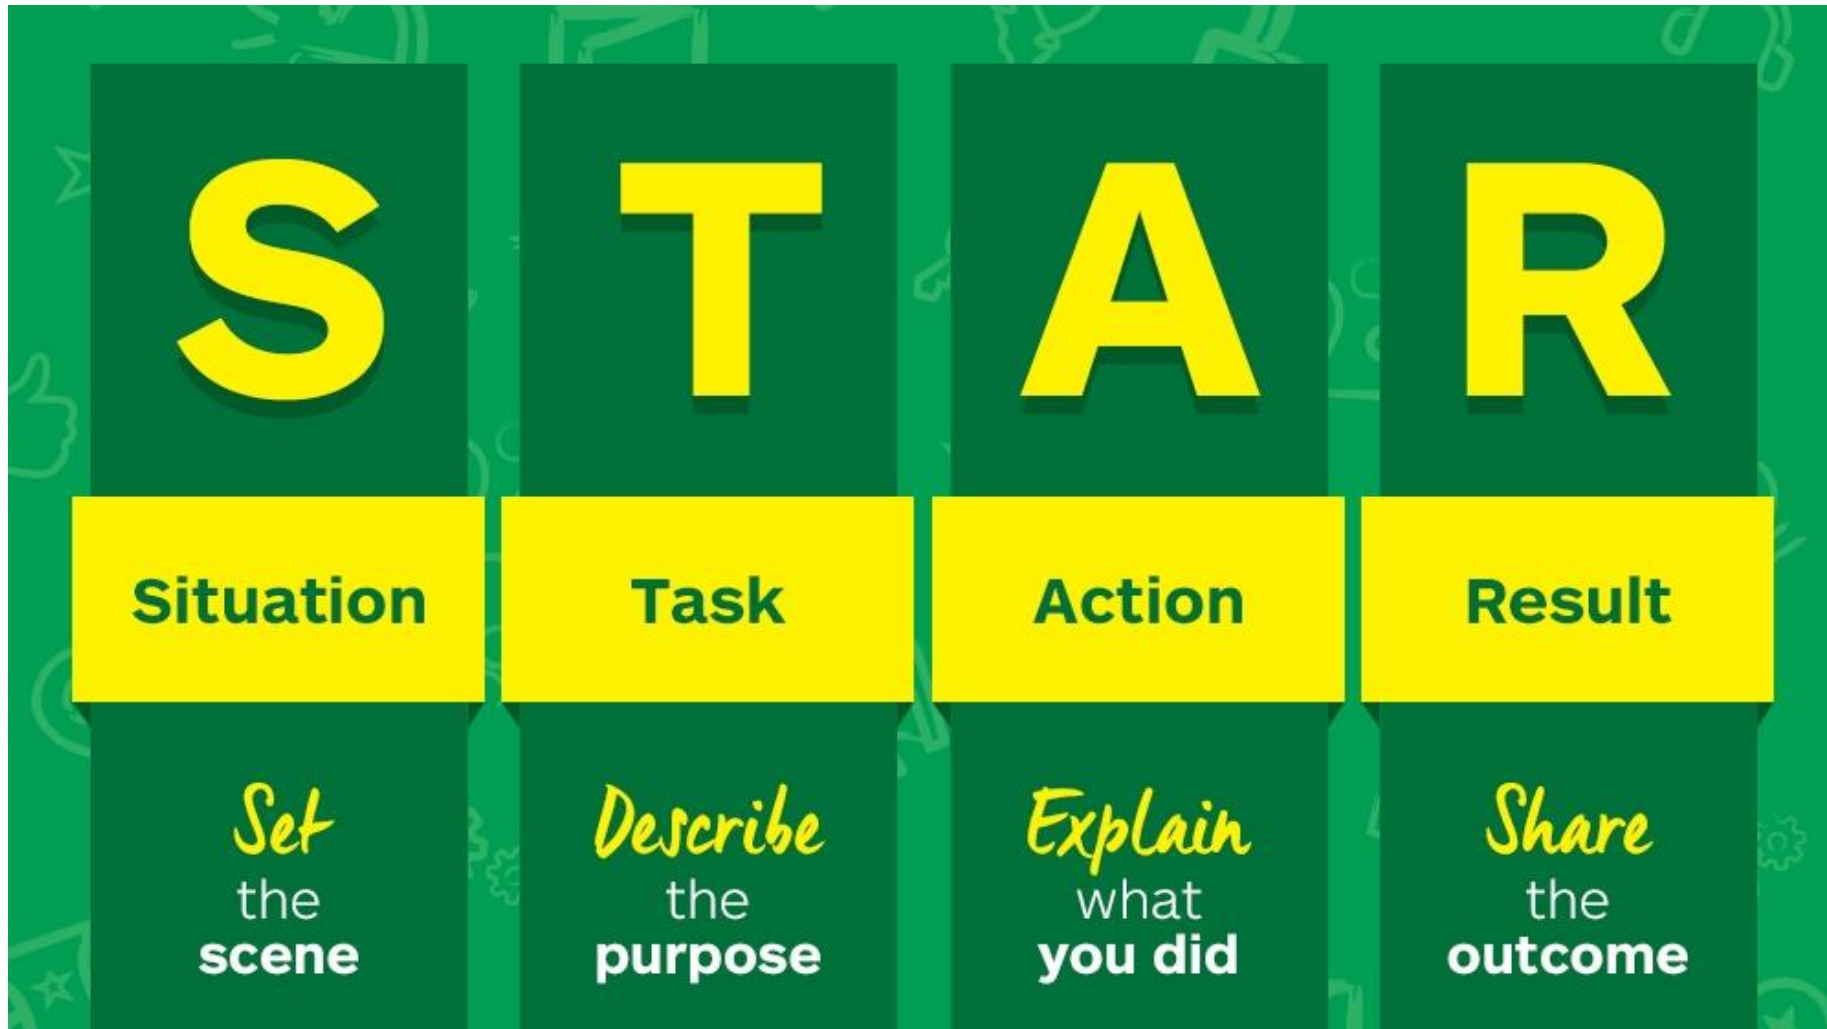 S
Situation
Set
the
scene
T
Task
Describe
the
purpose
A
Action
Explain
what
you did
R
Result
Share
the
outcome